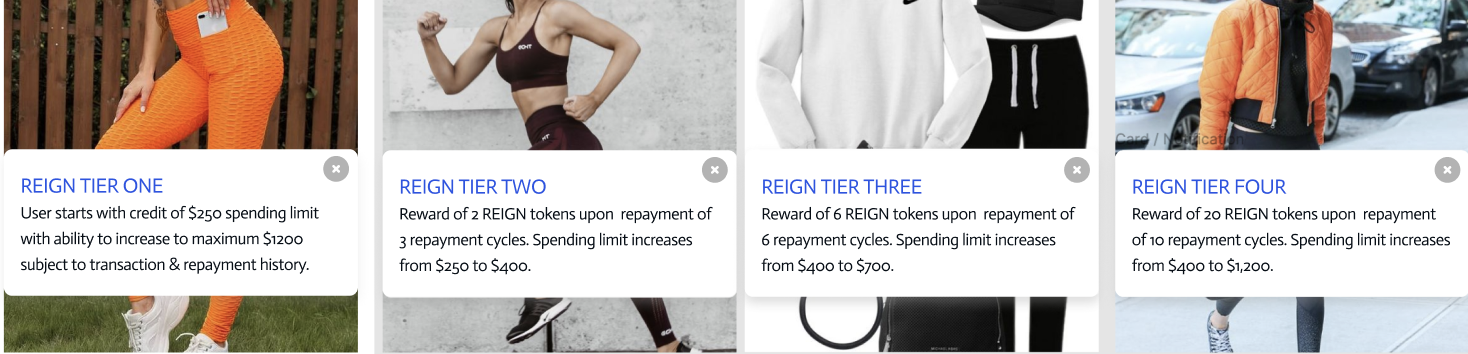 ECHT
HT
ECHT
Card / Notification
REIGN TIER ONE
User starts with credit of $250 spending limit
with ability to increase to maximum $1200
subject to transaction & repayment history.
REIGN TIER TWO
Reward of 2 REIGN tokens upon  repayment of
3 repayment cycles. Spending limit increases
from $250 to $400.
REIGN TIER THREE
Reward of 6 REIGN tokens upon  repayment of
6 repayment cycles. Spending limit increases
from $400 to $700.
REIGN TIER FOUR
Reward of 20 REIGN tokens upon  repayment
of 10 repayment cycles. Spending limit increases
from $400 to $1,200.